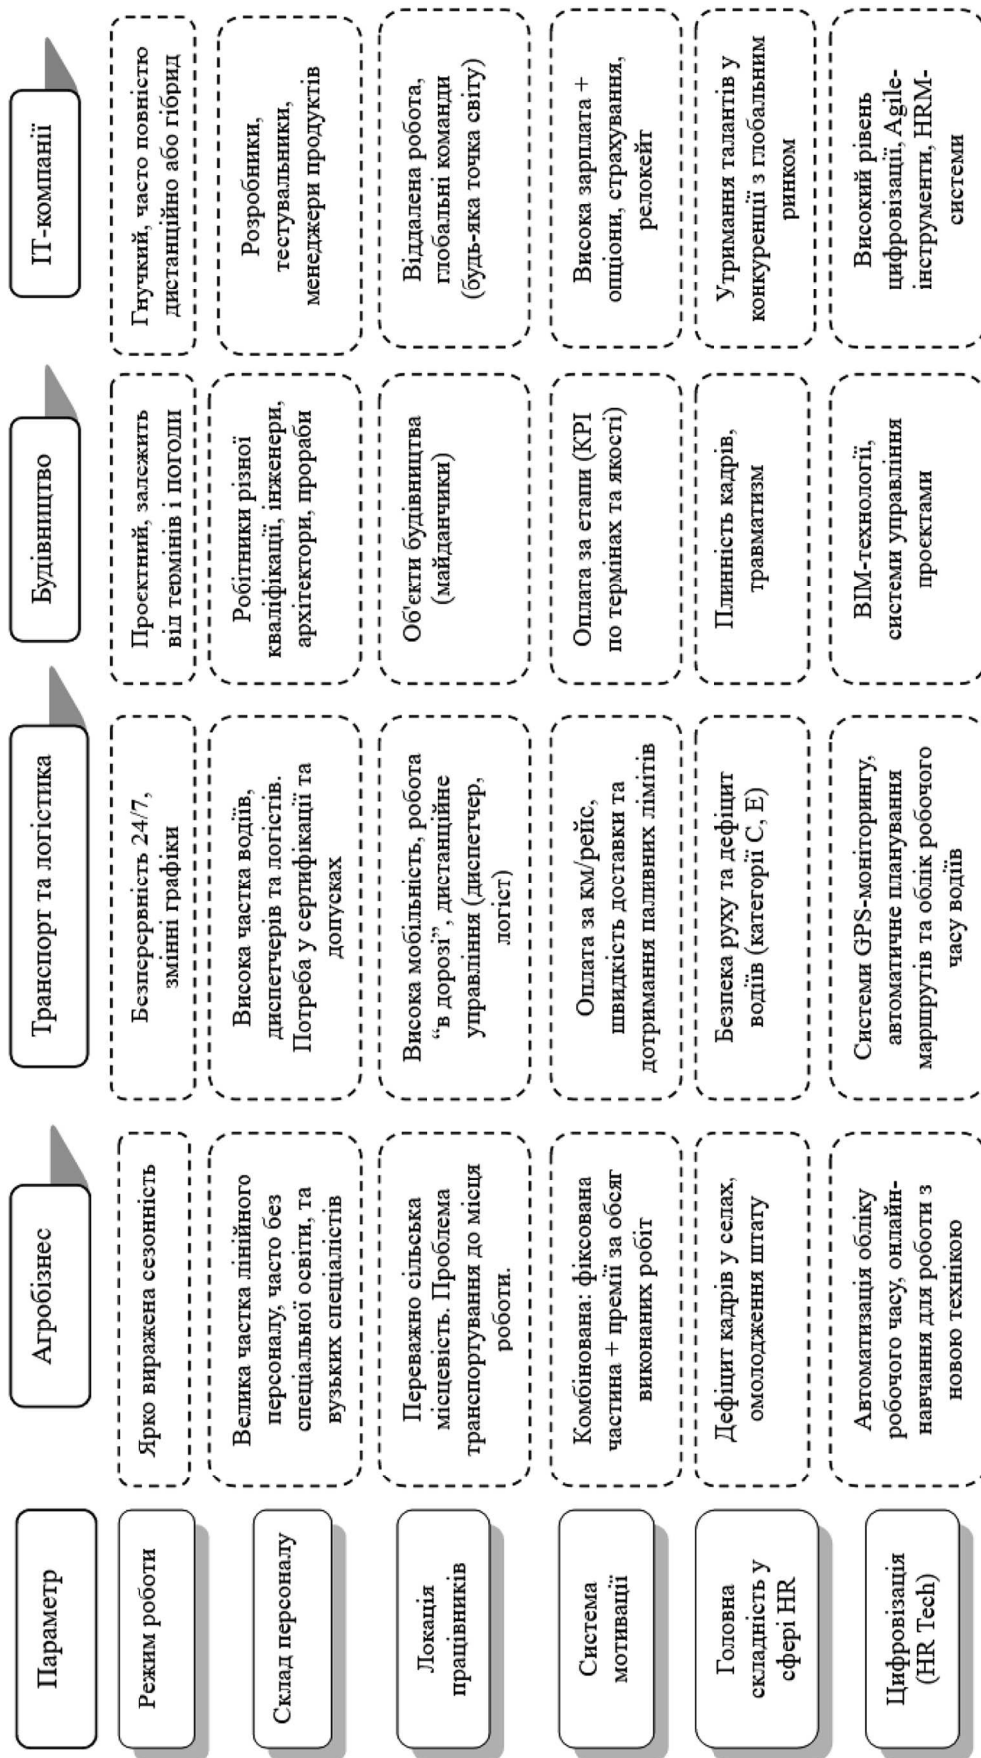 Параметр
Агробізнес
Транспорт та логістика
Будівництво
ІТ-компанії
Режим роботи
Ярко виражена сезонність
Безперервність 24/7,
змінні графіки
Проєктний, залежить
від термінів і погоди
Гнучкий, часто повністю
дистанційно або гібрид
Склад персоналу
Велика частка лінійного
персоналу, часто без
спеціальної освіти, та
вузьких спеціалістів
Висока частка водіїв,
диспетчерів та логістів.
Потреба у сертифікації та
допусках
Робітники різної
кваліфікації, інженери,
архітектори, прораби
Розробники,
тестувальники,
менеджери продуктів
Локація
працівників
Переважно сільська
місцевість. Проблема
транспортування до місця
роботи.
Висока мобільність, робота
“в дорозі”, дистанційне
управління (диспетчер,
логіст)
Об'єкти будівництва
(майданчики)
Віддалена робота,
глобальні команди
(будь-яка точка світу)
Система
мотивації
Комбінована: фіксована
частина + премії за обсяг
виконаних робіт
Оплата за км/рейс,
швидкість доставки та
дотримання паливних лімітів
Оплата за етапи (KPI
по термінах та якості)
Висока зарплата +
опціони, страхування,
релокейт
Головна
складність у
сфері HR
Дефіцит кадрів у селах,
омолодження штату
Безпека руху та дефіцит
водіїв (категорії C, E)
Плинність кадрів,
травматизм
Утримання талантів у
конкуренції з глобальним
ринком
Цифровізація
(HR Tech)
Автоматизація обліку
робочого часу, онлайн-
навчання для роботи з
новою технікою
Системи GPS-моніторингу,
автоматичне планування
маршрутів та облік робочого
часу водіїв
BIM-технології,
системи управління
проєктами
Високий рівень
цифровізації, Agile-
інструменти, HRM-
системи